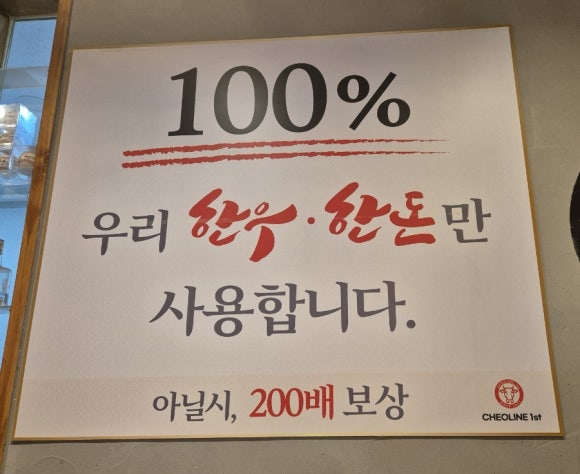 100%
우리 한우·한돈만
사용합니다.
아닐시, 200배 보상
CHEOLINE 1st